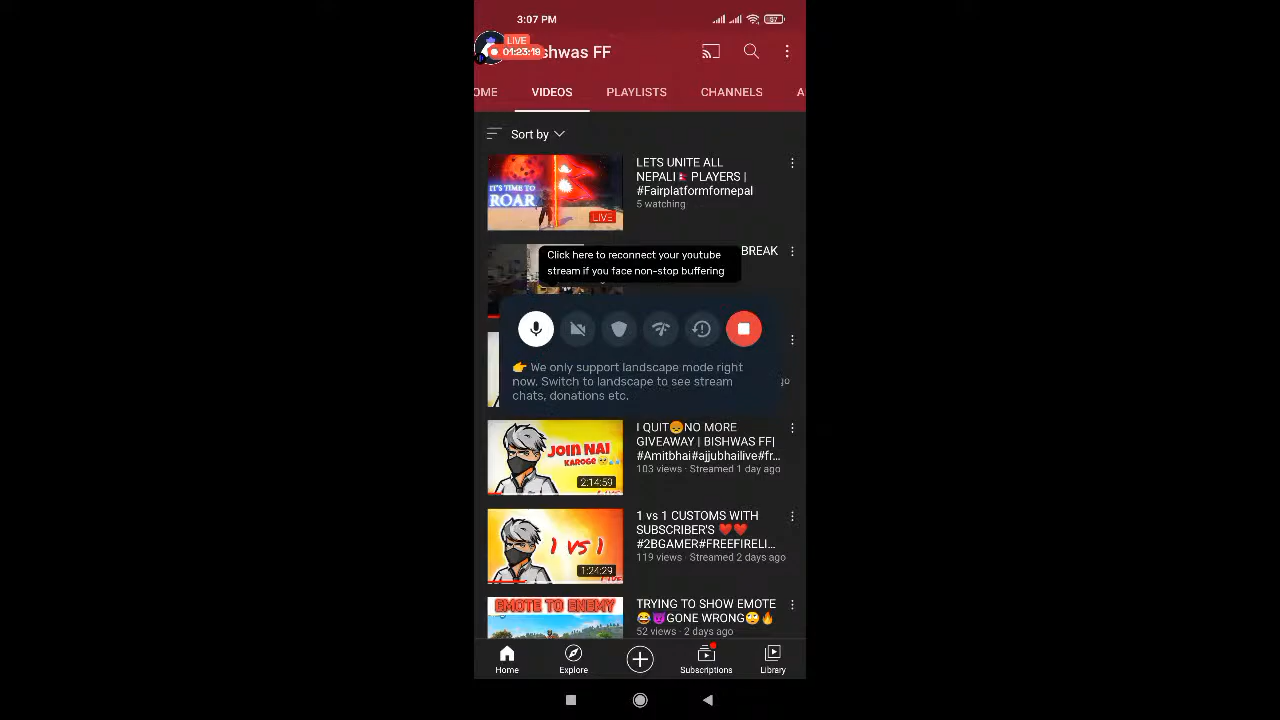 3:07 PM
57
LIVE
01:23:19
shwas FF
OME
VIDEOS
PLAYLISTS
CHANNELS
A
Sort by
IT'S TIME TO
ROAR
LIVE
LETS UNITE ALL
NEPALI🇳🇵 PLAYERS |
#Fairplatformfornepal
5 watching
BREAK
Click here to reconnect your youtube
stream if you face non-stop buffering
👉 We only support landscape mode right
now. Switch to landscape to see stream
chats, donations etc.
go
JOIN NAI
KAROGE
2:14:59
LIVE
I QUIT😡NO MORE
GIVEAWAY | BISHWAS FF|
#Amitbhai#ajjubhailive#fr...
103 views · Streamed 1 day ago
1 VS 1
1:24:29
LIVE
1 vs 1 CUSTOMS WITH
SUBSCRIBER'S ❤️❤️
#2BGAMER#FREEFIRELI...
119 views · Streamed 2 days ago
EMOTE TO ENEMY
TRYING TO SHOW EMOTE
😂😈GONE WRONG🙄🔥
52 views · 2 days ago
Home
Explore
Subscriptions
Library